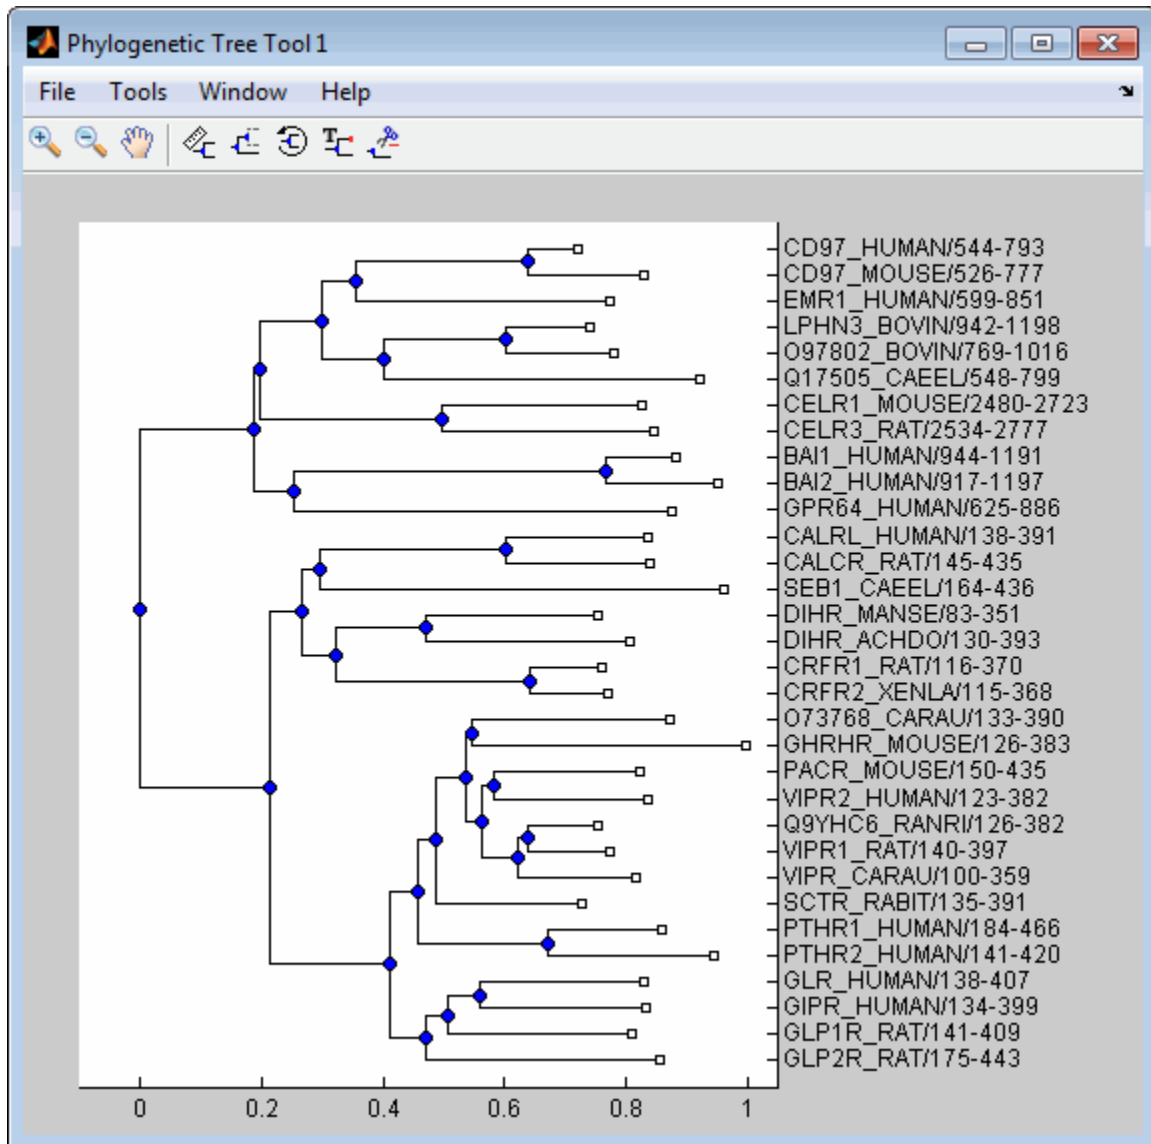 Phylogenetic Tree Tool 1
File Tools Window Help
CD97_HUMAN/544-793
CD97_MOUSE/526-777
EMR1_HUMAN/599-851
LPHN3_BOVIN/942-1198
O97802_BOVIN/769-1016
Q17505_CAEEL/548-799
CELR1_MOUSE/2480-2723
CELR3_RAT/2534-2777
BAI1_HUMAN/944-1191
BAI2_HUMAN/917-1197
GPR64_HUMAN/625-886
CALRL_HUMAN/138-391
CALCR_RAT/145-435
SEB1_CAEEL/164-436
DIHR_MANSE/83-351
DIHR_ACHDO/130-393
CRFR1_RAT/116-370
CRFR2_XENLA/115-368
O73768_CARAU/133-390
GHRHR_MOUSE/126-383
PACR_MOUSE/150-435
VIPR2_HUMAN/123-382
Q9YHC6_RANRI/126-382
VIPR1_RAT/140-397
VIPR_CARAU/100-359
SCTR_RABIT/135-391
PTHR1_HUMAN/184-466
PTHR2_HUMAN/141-420
GLR_HUMAN/138-407
GIPR_HUMAN/134-399
GLP1R_RAT/141-409
GLP2R_RAT/175-443
0 0.2 0.4 0.6 0.8 1